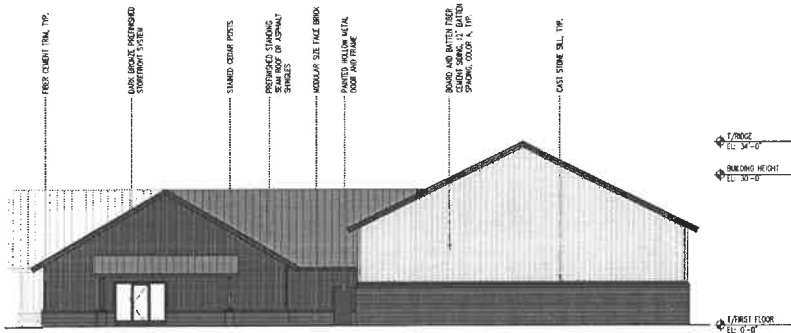 FIBER CEMENT TRIM, TYP.
DARK BRONZE PREFINISHED
STOREFRONT SYSTEM
STAINED CEDAR POSTS
PREFINISHED STANDING
SEAM ROOF OR ASPHALT
SHINGLES
MODULAR SIZE FACE BRICK
PAINTED HOLLOW METAL
DOOR AND FRAME
BOARD AND BATTEN FIBER
CEMENT SIDING, 12" BATTEN
SPACING, COLOR A, TYP.
CAST STONE SILL, TYP.
T/RIDGE
EL: 34'-0"
BUILDING HEIGHT
EL: 30'-0"
T/FIRST FLOOR
EL: 0'-0"